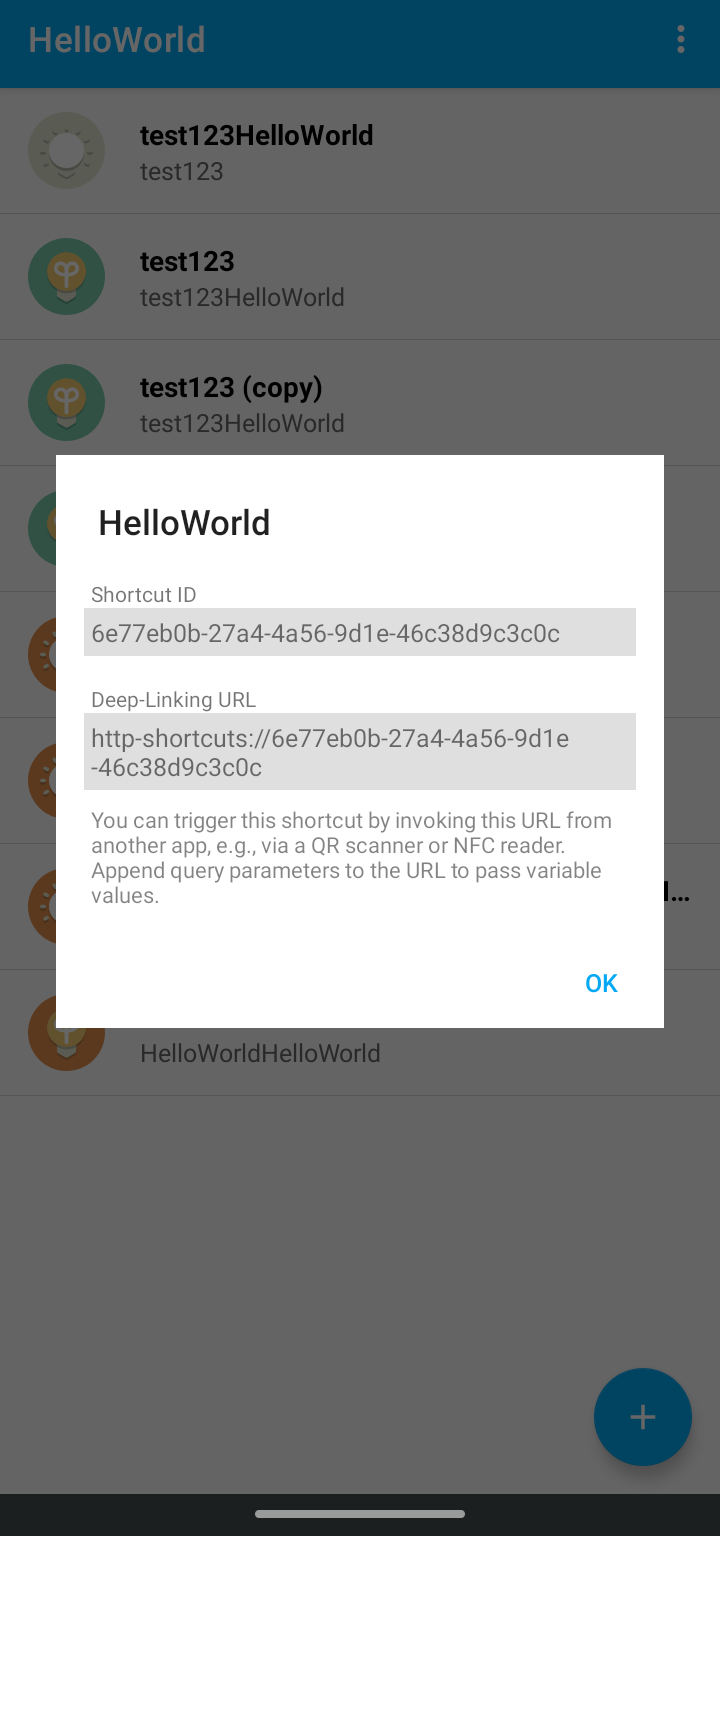 HelloWorld
test123HelloWorld
test123
test123
test123HelloWorld
test123 (copy)
test123HelloWorld
HelloWorld
Shortcut ID
6e77eb0b-27a4-4a56-9d1e-46c38d9c3c0c
Deep-Linking URL
http-shortcuts://6e77eb0b-27a4-4a56-9d1e
-46c38d9c3c0c
You can trigger this shortcut by invoking this URL from
another app, e.g., via a QR scanner or NFC reader.
Append query parameters to the URL to pass variable
values.
OK
HelloWorldHelloWorld